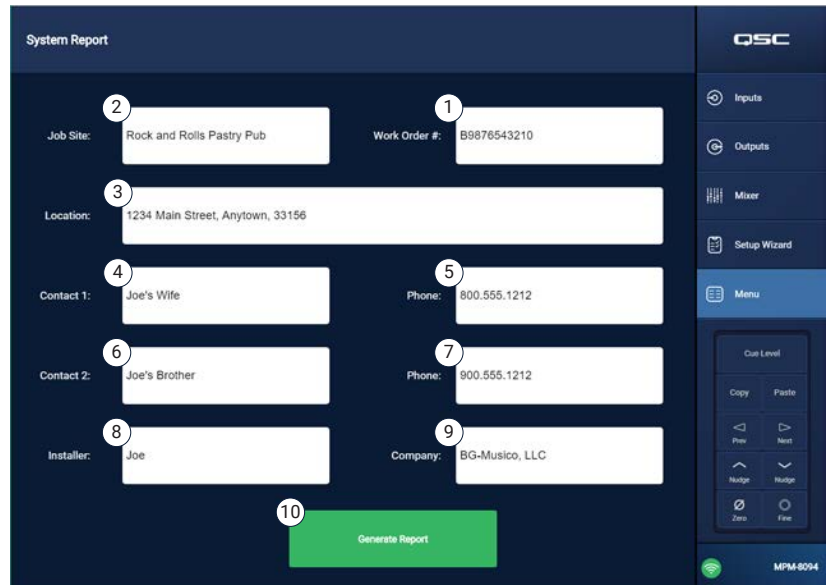 System Report
QSC
2
1
Job Site: Rock and Rolls Pastry Pub Work Order #: B9876543210
3
Location: 1234 Main Street, Anytown, 33156
4
5
Contact 1: Joe's Wife Phone: 800.555.1212
6
7
Contact 2: Joe's Brother Phone: 900.555.1212
8
9
Installer: Joe Company: BG-Musico, LLC
10
Generate Report
Inputs
Outputs
Mixer
Setup Wizard
Menu
Cue Level
Copy Paste
Prev Next
Nudge Nudge
Zero Fine
MPM-8094